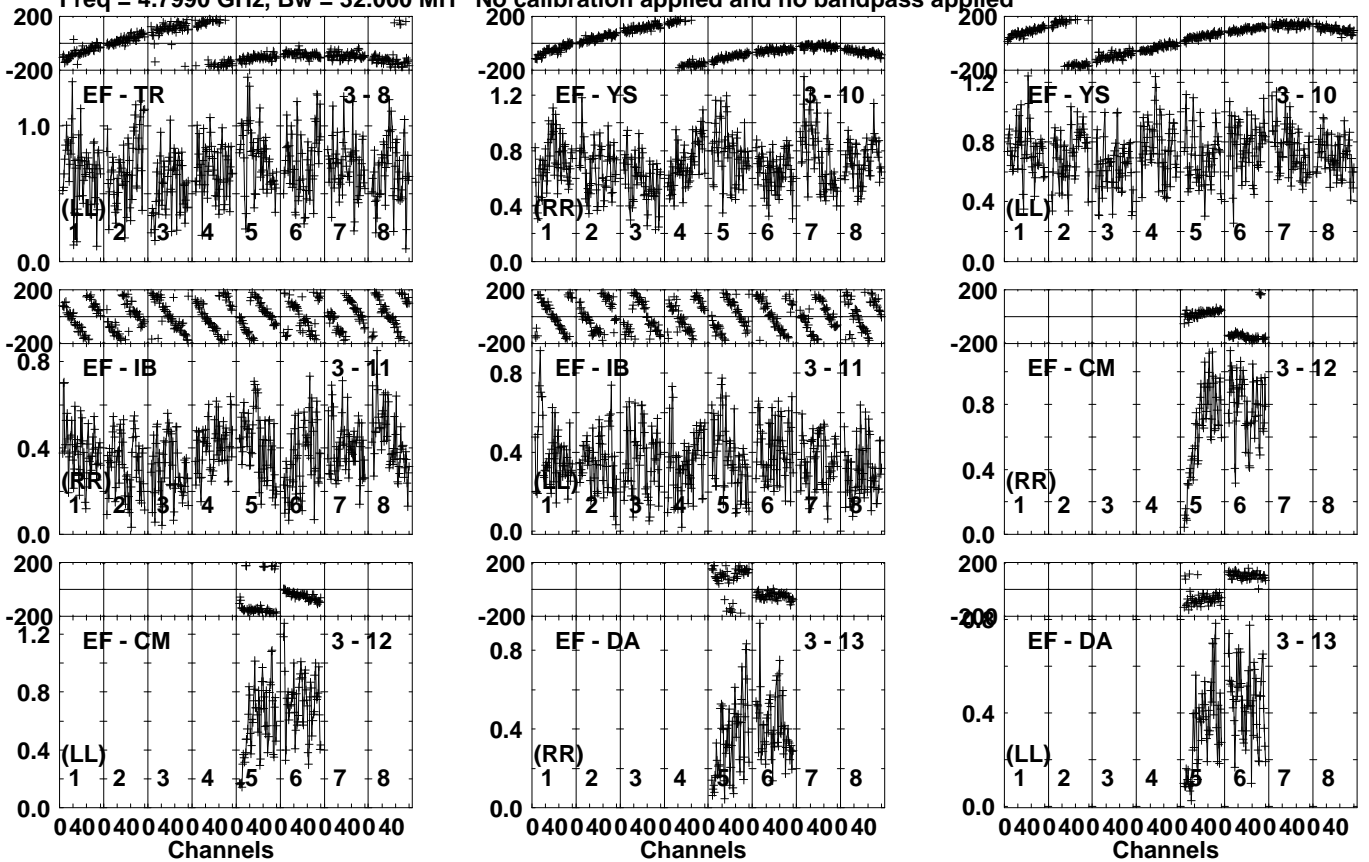 Freq = 4.7990 GHz, Bw = 32.000 MH No calibration applied and no bandpass applied
200 200 200
-200 -200 -200
EF - TR 3 - 8 EF - YS 3 - 10 EF - YS 3 - 10
1.2 1.2
1.0
0.8 0.8
0.4 0.4
(LL) (RR) (LL)
1 2 3 4 5 6 7 8 1 2 3 4 5 6 7 8 1 2 3 4 5 6 7 8
0.0 0.0 0.0
200 200 200
-200 -200 -200
EF - IB 3 - 11 EF - IB 3 - 11 EF - CM 3 - 12
0.8 0.8 0.8
0.4 0.4 0.4
(RR) (LL) (RR)
1 2 3 4 5 6 7 8 1 2 3 4 5 6 7 8 1 2 3 4 5 6 7 8
0.0 0.0 0.0
200 200 200
-200 -200 -200
0.8
EF - CM 3 - 12 EF - DA 3 - 13 EF - DA 3 - 13
1.2
0.8 0.8
0.4 0.4 0.4
(LL) (RR) (LL)
1 2 3 4 5 6 7 8 1 2 3 4 5 6 7 8 1 2 3 4 5 6 7 8
0.0 0.0 0.0
0 40 0 40 0 40 0 40 0 40 0 40 0 40 0 40 0 40 0 40 0 40 0 40 0 40 0 40 0 40 0 40 0 40 0 40 0 40 0 40 0 40 0 40 0 40 0 40
Channels Channels Channels